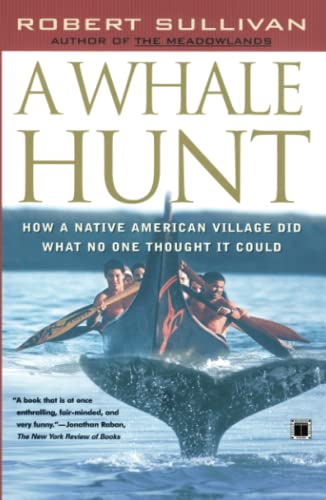 ROBERT SULLIVAN
AUTHOR OF THE MEADOWLANDS
A WHALE
HUNT
HOW A NATIVE AMERICAN VILLAGE DID
WHAT NO ONE THOUGHT IT COULD
"A book that is at once
enthralling, fair-minded, and
very funny."—Jonathan Raban,
The New York Review of Books